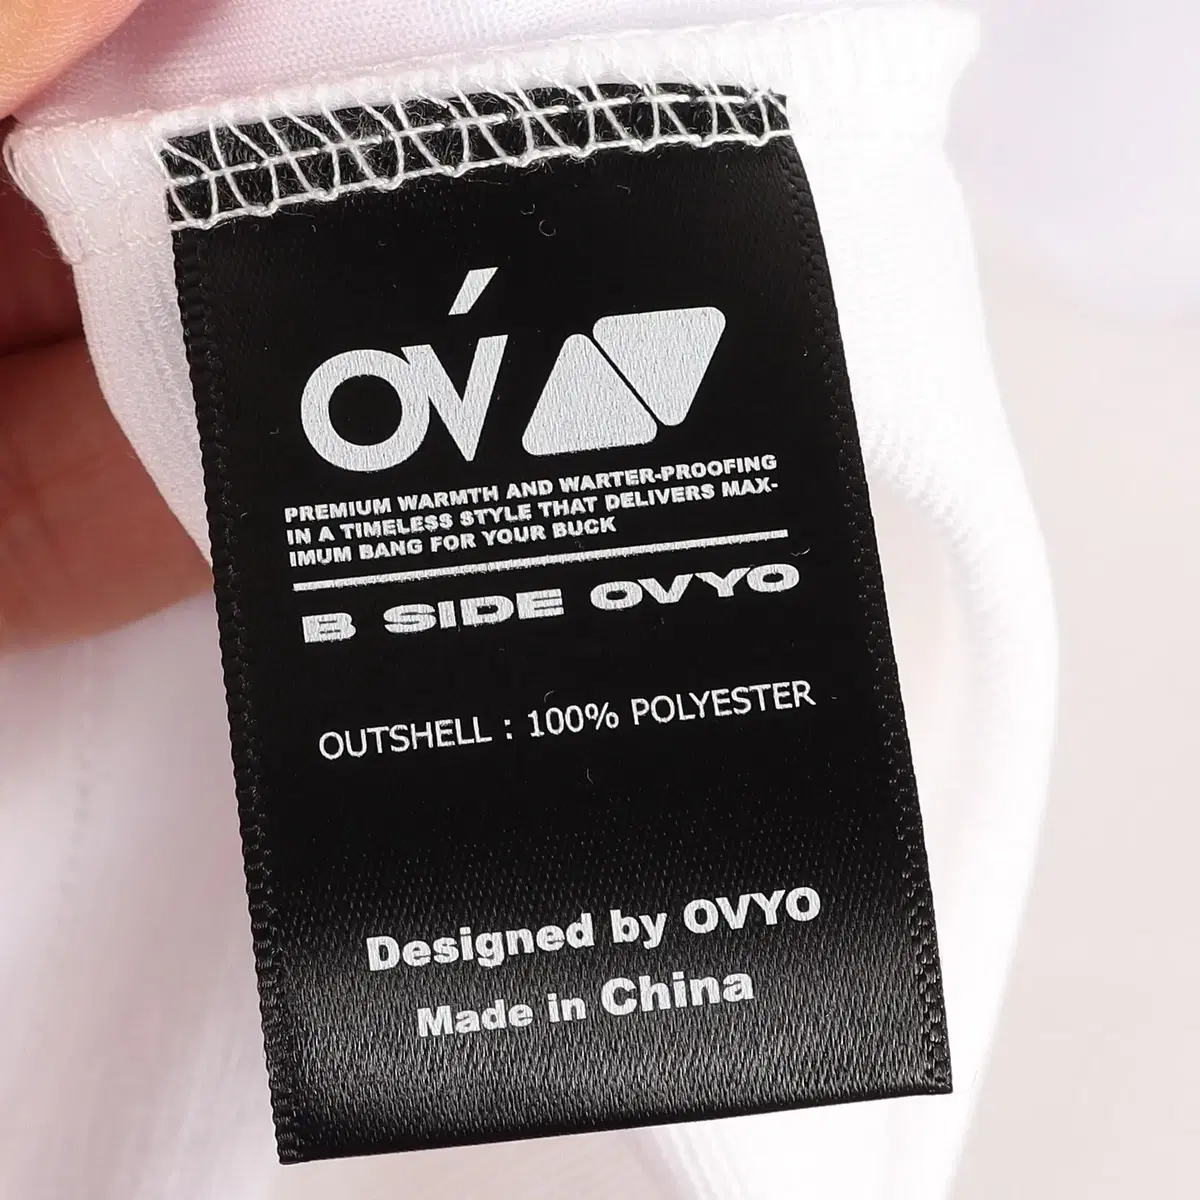 OV́
PREMIUM WARMTH AND WARTER-PROOFING
IN A TIMELESS STYLE THAT DELIVERS MAX-
IMUM BANG FOR YOUR BUCK
B SIDE OVYO
OUTSHELL : 100% POLYESTER
Designed by OVYO
Made in China